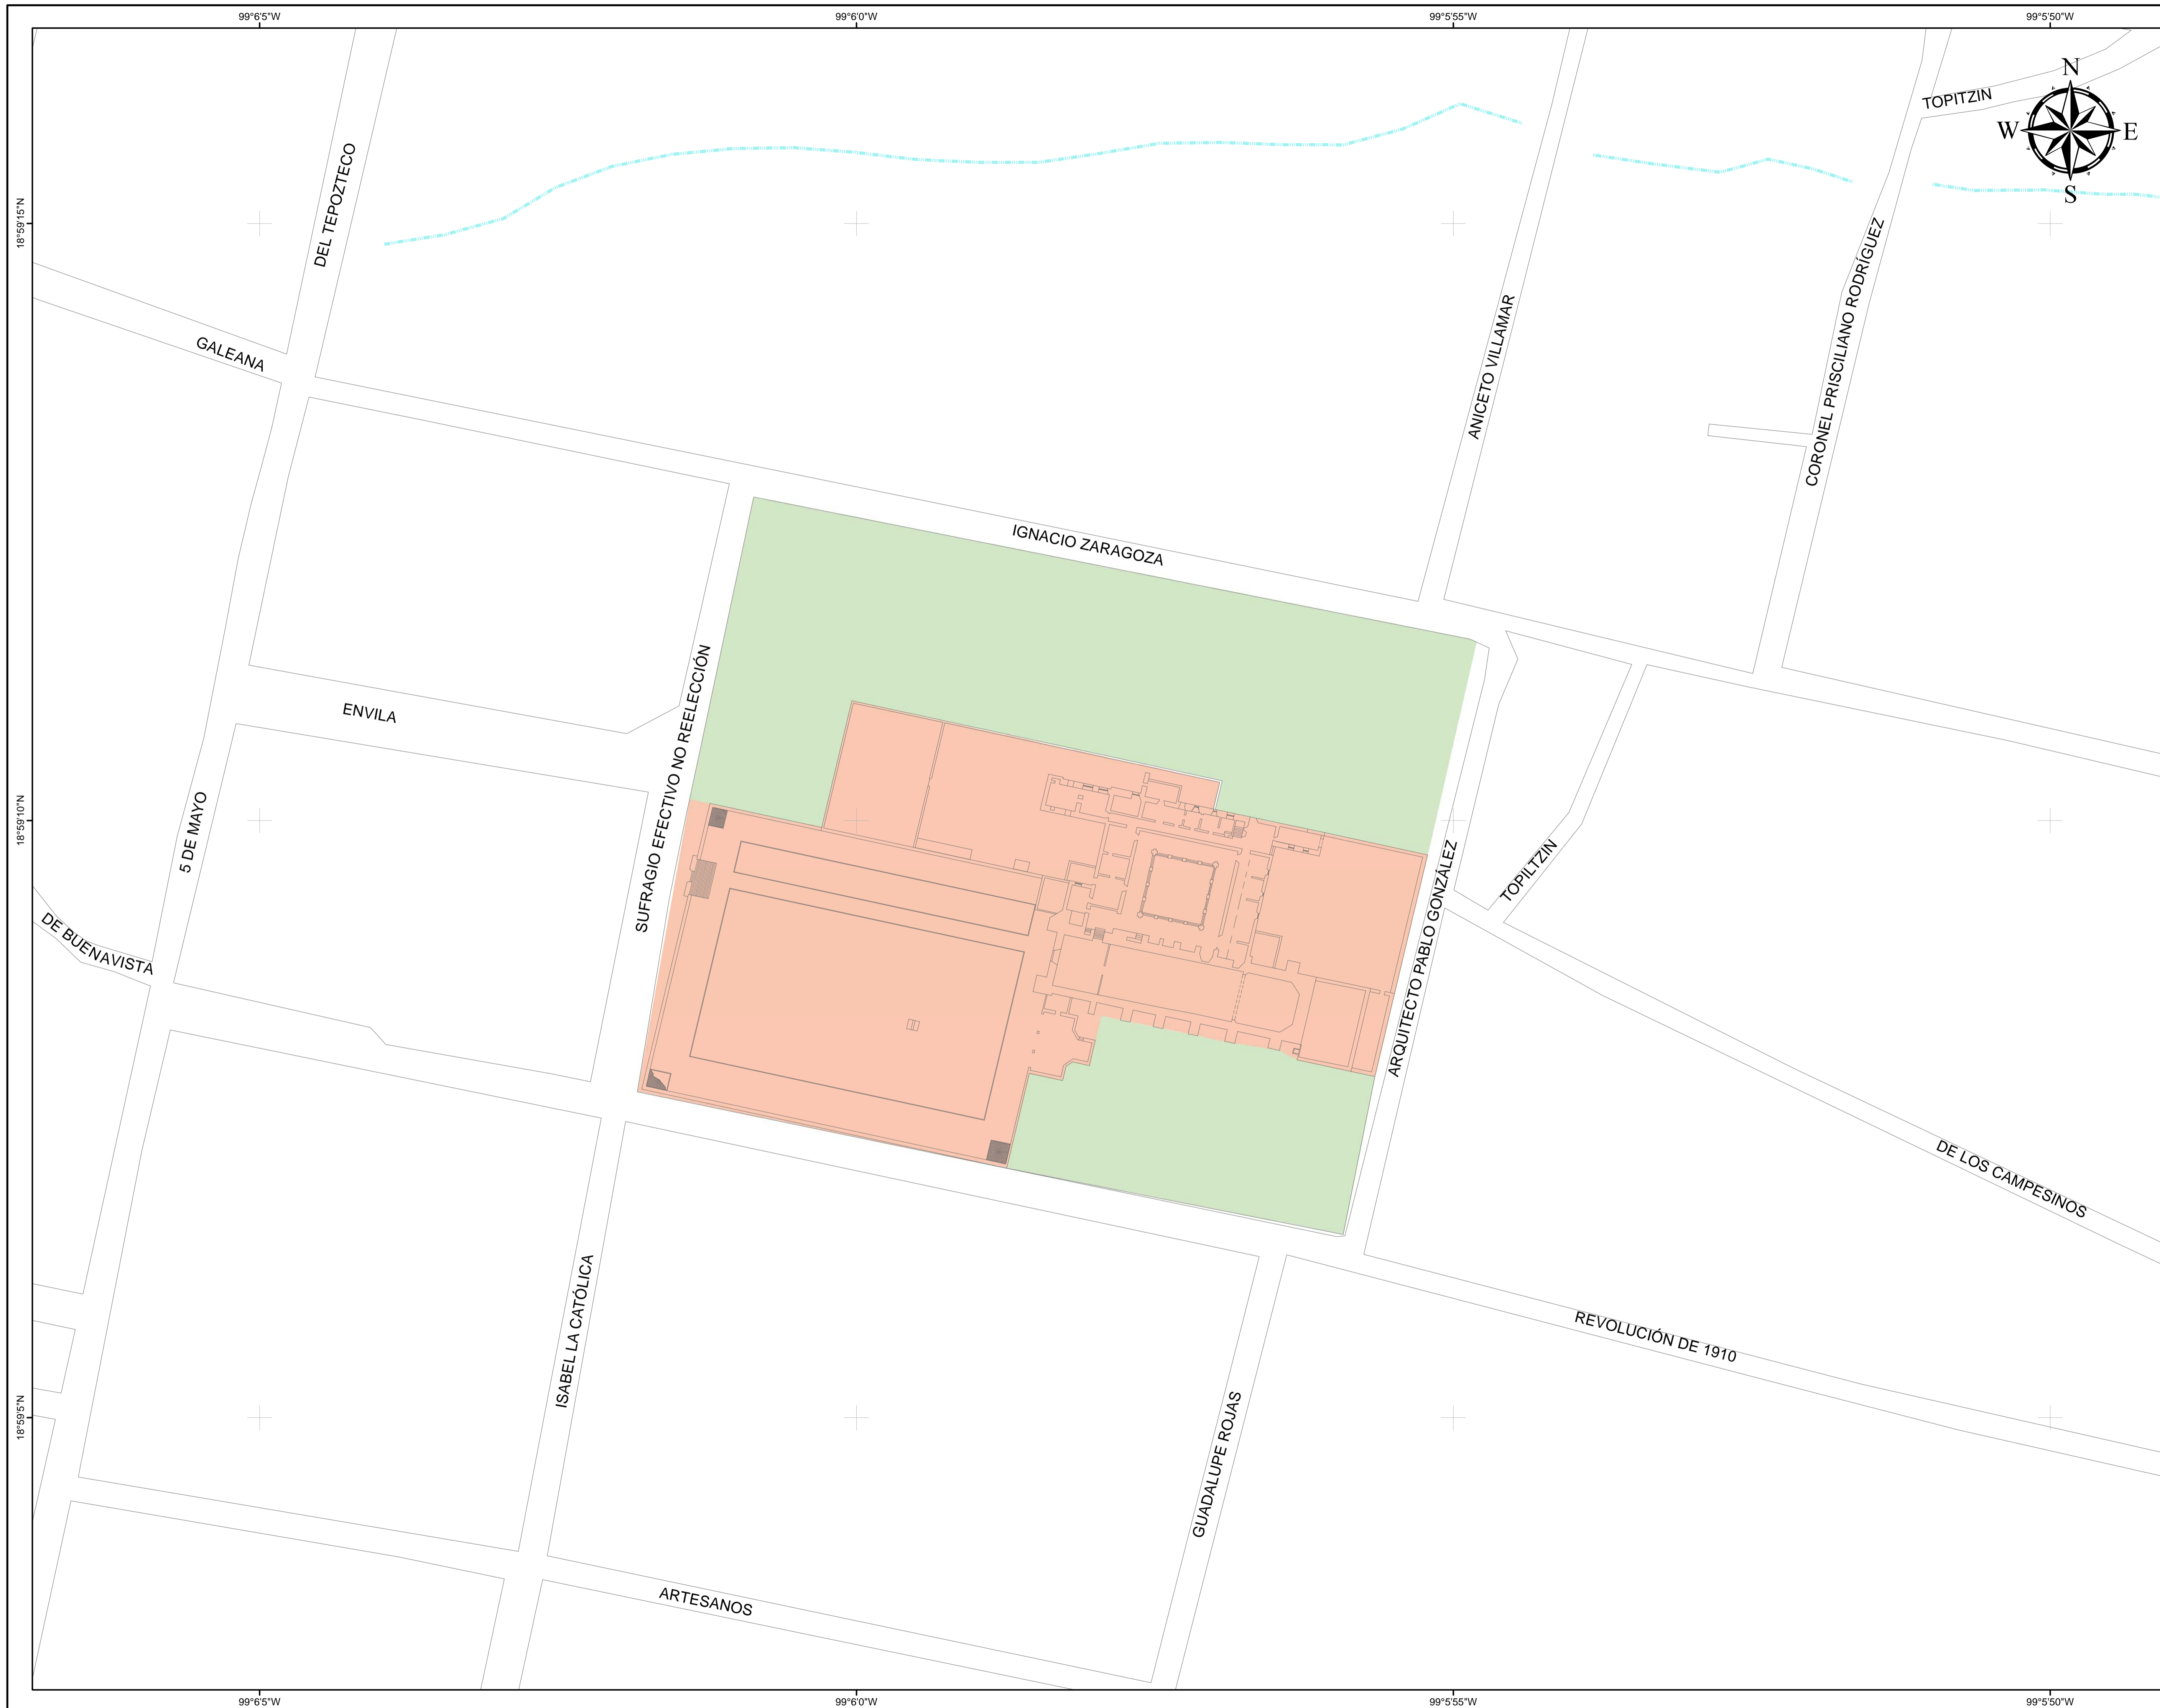 99°6'5"W
99°6'0"W
99°5'55"W
99°5'50"W
N
W
E
S
TOPITZIN
DEL TEPOZTECO
18°59'15"N
CORONEL PRISCILIANO RODRÍGUEZ
ANICETO VILLAMAR
GALEANA
IGNACIO ZARAGOZA
SUFRAGIO EFECTIVO NO REELECCIÓN
ENVILA
18°59'10"N
5 DE MAYO
TOPILTZIN
ARQUITECTO PABLO GONZÁLEZ
DE BUENAVISTA
DE LOS CAMPESINOS
ISABEL LA CATÓLICA
REVOLUCIÓN DE 1910
18°59'5"N
GUADALUPE ROJAS
ARTESANOS
99°6'5"W
99°6'0"W
99°5'55"W
99°5'50"W